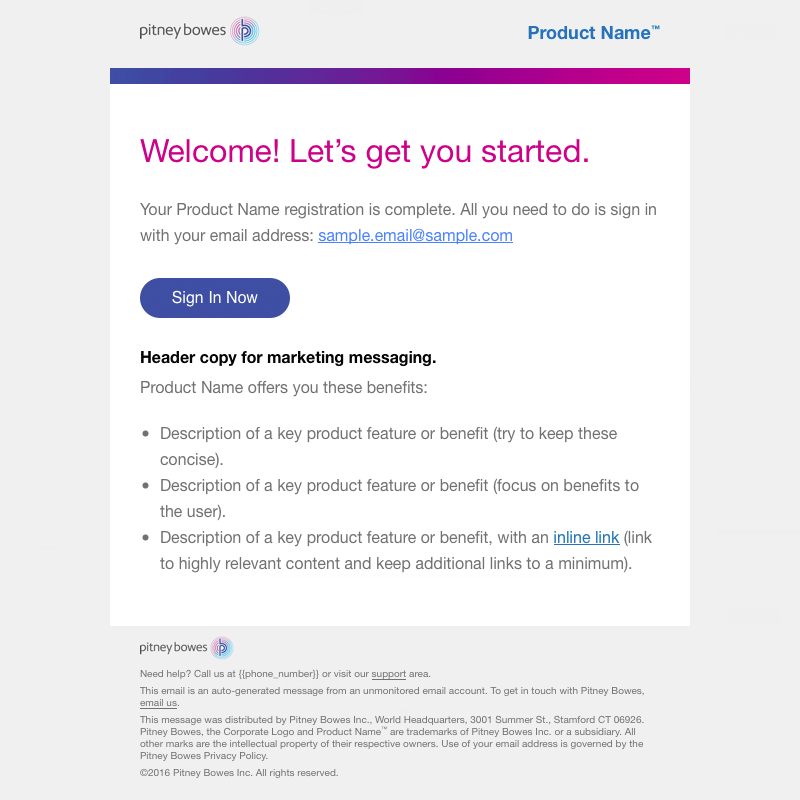 pitney bowes
Product Name™
Welcome! Let’s get you started.
Your Product Name registration is complete. All you need to do is sign in
with your email address: sample.email@sample.com
Sign In Now
Header copy for marketing messaging.
Product Name offers you these benefits:
• Description of a key product feature or benefit (try to keep these
concise).
• Description of a key product feature or benefit (focus on benefits to
the user).
• Description of a key product feature or benefit, with an inline link (link
to highly relevant content and keep additional links to a minimum).
pitney bowes
Need help? Call us at {{phone_number}} or visit our support area.
This email is an auto-generated message from an unmonitored email account. To get in touch with Pitney Bowes,
email us.
This message was distributed by Pitney Bowes Inc., World Headquarters, 3001 Summer St., Stamford CT 06926.
Pitney Bowes, the Corporate Logo and Product Name™ are trademarks of Pitney Bowes Inc. or a subsidiary. All
other marks are the intellectual property of their respective owners. Use of your email address is governed by the
Pitney Bowes Privacy Policy.
©2016 Pitney Bowes Inc. All rights reserved.